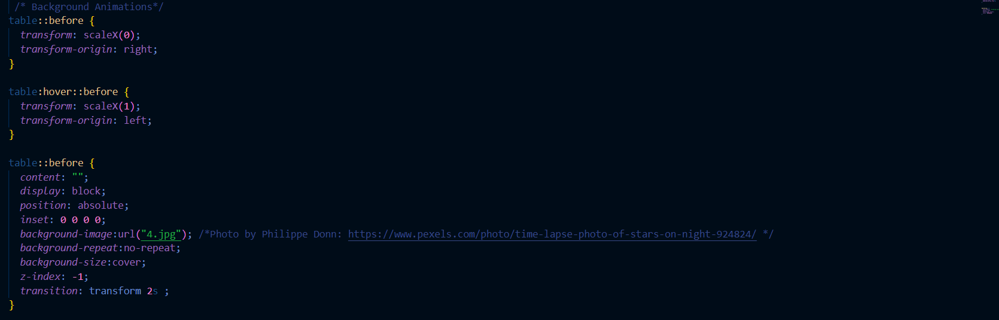 /* Background Animations*/
table::before {
  transform: scaleX(0);
  transform-origin: right;
}

table:hover::before {
  transform: scaleX(1);
  transform-origin: left;
}

table::before {
  content: "";
  display: block;
  position: absolute;
  inset: 0 0 0 0;
  background-image:url("4.jpg"); /*Photo by Philippe Donn: https://www.pexels.com/photo/time-lapse-photo-of-stars-on-night-924824/ */
  background-repeat:no-repeat;
  background-size:cover;
  z-index: -1;
  transition: transform 2s ;
}